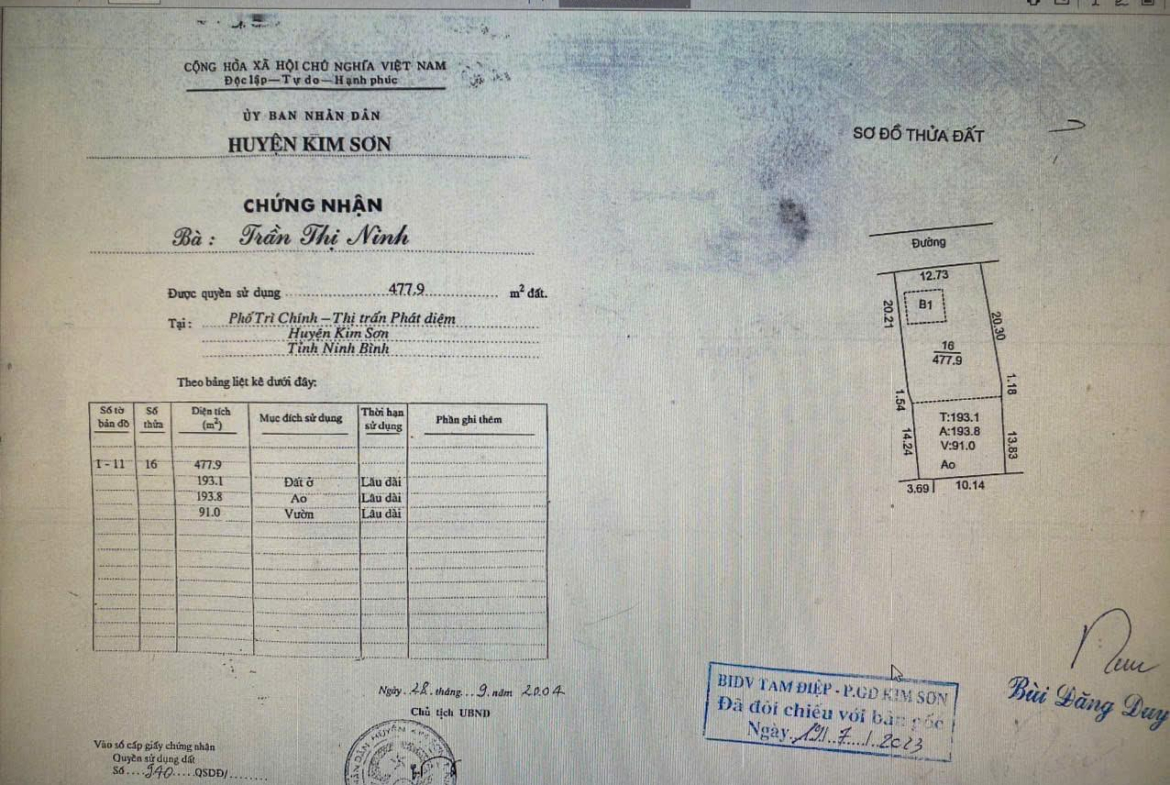 CỘNG HÒA XÃ HỘI CHỦ NGHĨA VIỆT NAM
Độc lập—Tự do—Hạnh phúc
ỦY BAN NHÂN DÂN
HUYỆN KIM SƠN
CHỨNG NHẬN
Bà : Trần Thị Ninh
Được quyền sử dụng 477.9 m² đất.
Tại : Phố Trì Chính – Thị trấn Phát diệm
Huyện Kim Sơn
Tỉnh Ninh Bình
Theo bảng liệt kê dưới đây:
Số tờ bản đồ Số thửa Diện tích (m²) Mục đích sử dụng Thời hạn sử dụng Phần ghi thêm
I - 11 16 477.9
193.1 Đất ở Lâu dài
193.8 Ao Lâu dài
91.0 Vườn Lâu dài
Ngày 28 tháng 9 năm 2004
Chủ tịch UBND
Vào sổ cấp giấy chứng nhận
Quyền sử dụng đất
Số 940 QSDĐ/
SƠ ĐỒ THỬA ĐẤT
Đường
12.73
B1
20.21
20.30
16
477.9
1.18
1.54
T:193.1
A:193.8
V:91.0
14.24
13.83
Ao
3.69
10.14
BIDV TAM ĐIỆP - P.GD KIM SƠN
Đã đối chiếu với bản gốc
Ngày 19/ 7 / 2023
Bùi Đăng Duy